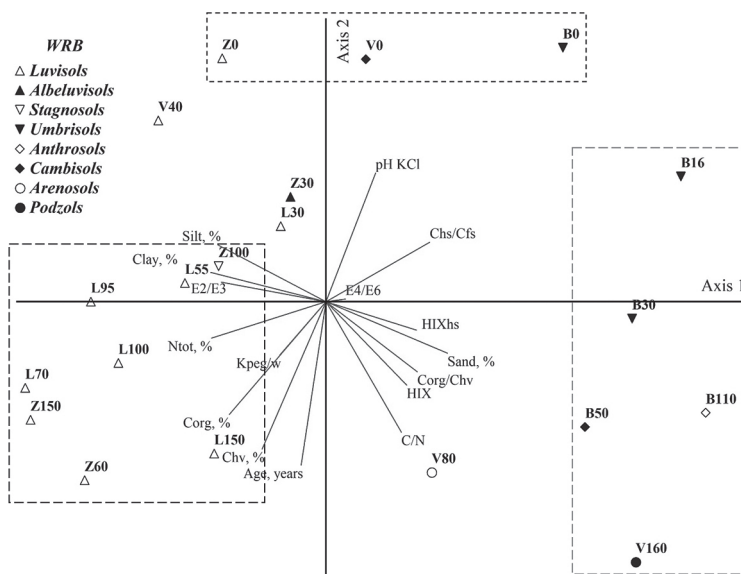 WRB
Luvisols
Albeluvisols
Stagnosols
Umbrisols
Anthrosols
Cambisols
Arenosols
Podzols
Z0
Axis 2
V0
B0
V40
pH KCl
B16
Z30
L30
Chs/Cfs
Silt, %
Z100
Clay, %
L55
E2/E3
E4/E6
Axis 1
L95
B30
HIXhs
Ntot, %
L100
Kpeg/w
Sand, %
Corg/Chv
HIX
L70
Z150
Corg, %
B50
B110
L150
C/N
Chv, %
V80
Z60
Age, years
V160